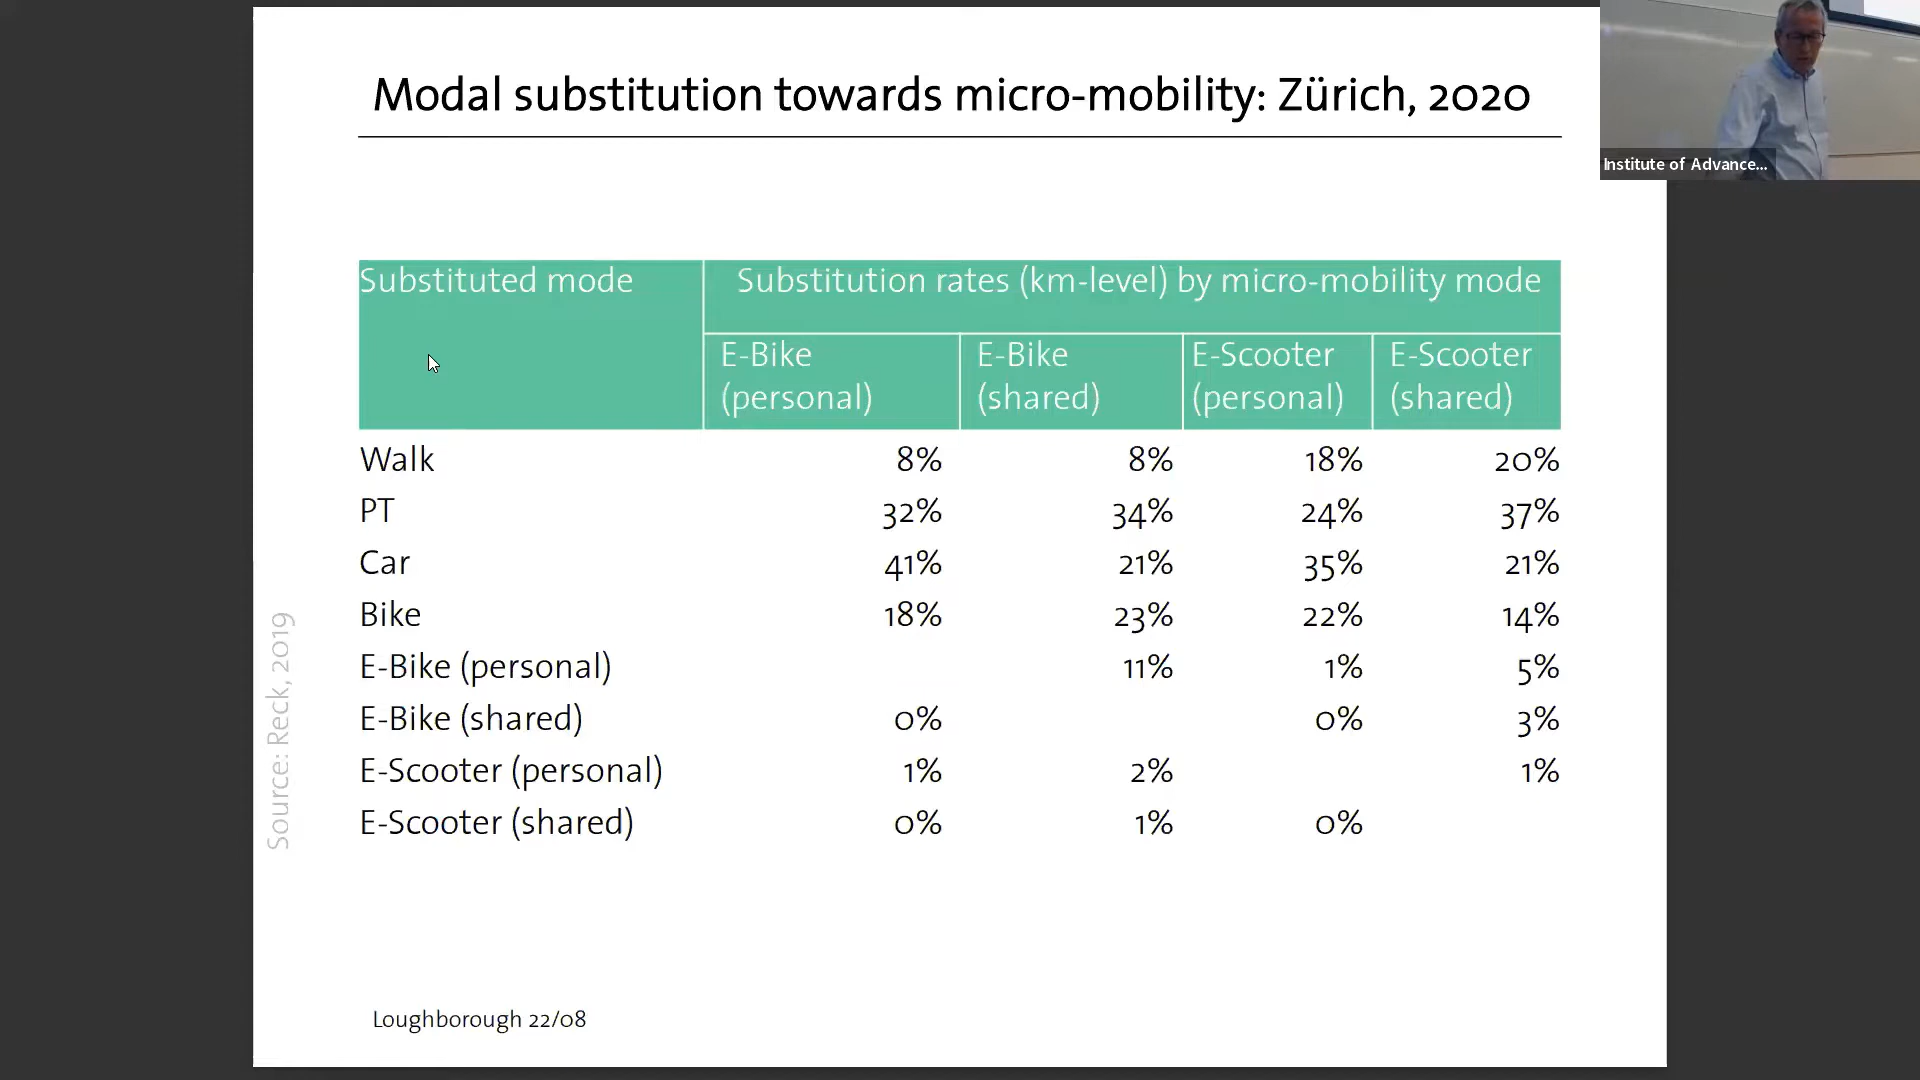 Modal substitution towards micro-mobility: Zürich, 2020
Institute of Advance...
Substituted mode
Substitution rates (km-level) by micro-mobility mode
E-Bike (personal)
E-Bike (shared)
E-Scooter (personal)
E-Scooter (shared)
Walk 8% 8% 18% 20%
PT 32% 34% 24% 37%
Car 41% 21% 35% 21%
Bike 18% 23% 22% 14%
E-Bike (personal) 11% 1% 5%
E-Bike (shared) 0% 0% 3%
E-Scooter (personal) 1% 2% 1%
E-Scooter (shared) 0% 1% 0%
Source: Reck, 2019
Loughborough 22/08